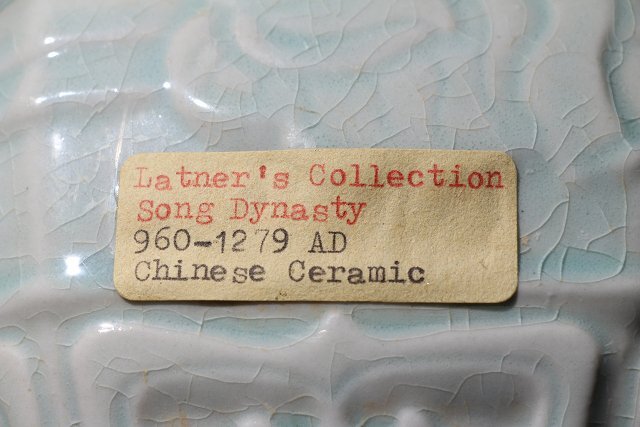 Latner's Collection
Song Dynasty
960-1279 AD
Chinese Ceramic